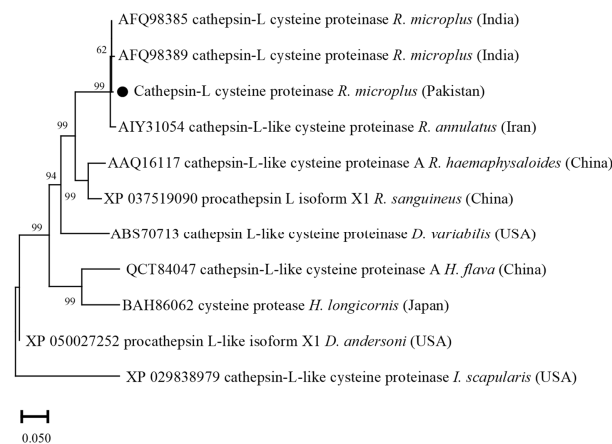 AFQ98385 cathepsin-L cysteine proteinase R. microplus (India)
62
AFQ98389 cathepsin-L cysteine proteinase R. microplus (India)
99
Cathepsin-L cysteine proteinase R. microplus (Pakistan)
99
AIY31054 cathepsin-L-like cysteine proteinase R. annulatus (Iran)
AAQ16117 cathepsin-L-like cysteine proteinase A R. haemaphysaloides (China)
94
99
XP 037519090 procathepsin L isoform X1 R. sanguineus (China)
99
ABS70713 cathepsin L-like cysteine proteinase D. variabilis (USA)
QCT84047 cathepsin-L-like cysteine proteinase A H. flava (China)
99
BAH86062 cysteine protease H. longicornis (Japan)
XP 050027252 procathepsin L-like isoform X1 D. andersoni (USA)
XP 029838979 cathepsin-L-like cysteine proteinase I. scapularis (USA)
0.050